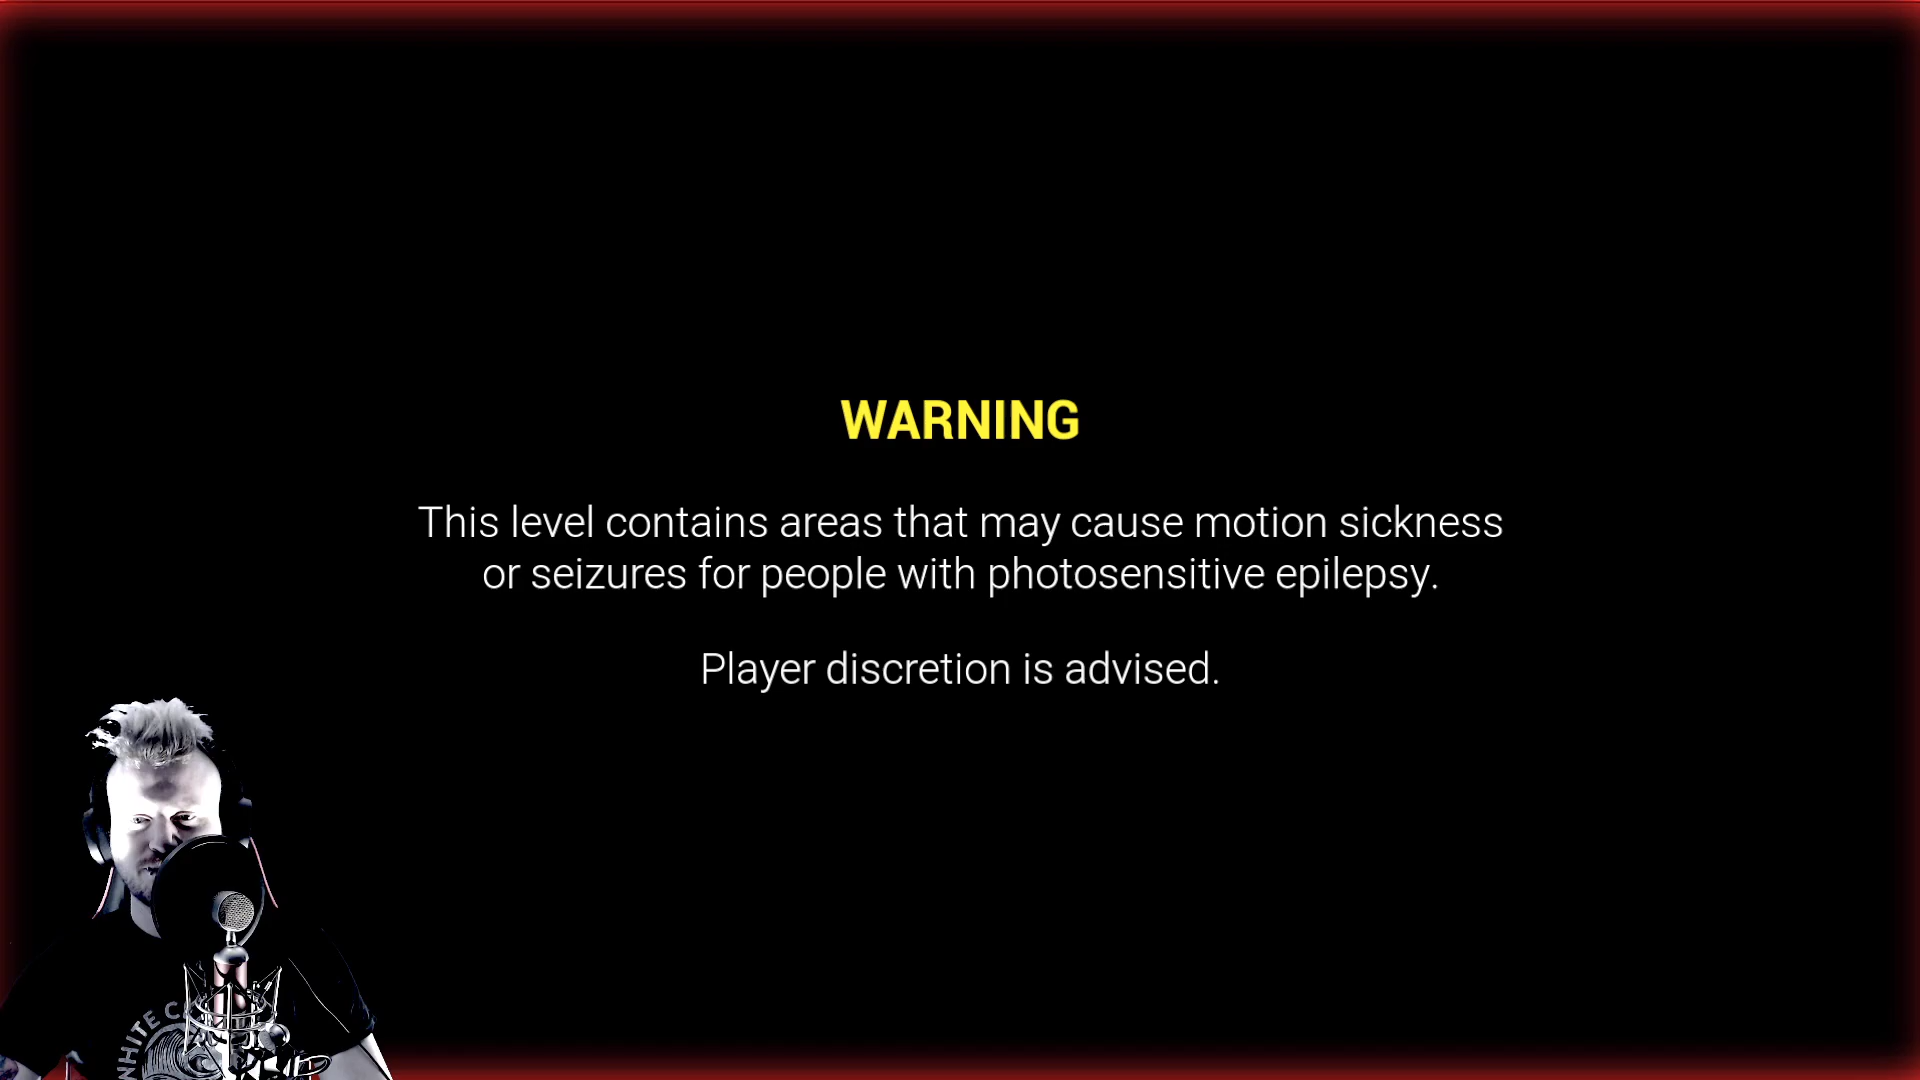 WARNING
This level contains areas that may cause motion sickness
or seizures for people with photosensitive epilepsy.
Player discretion is advised.
WHITE